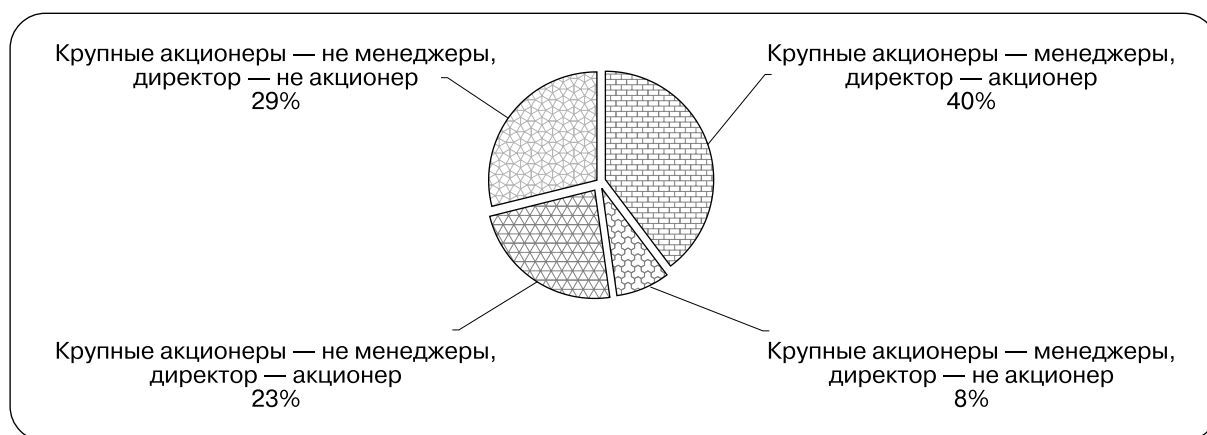 Крупные акционеры — не менеджеры,
директор — не акционер
29%
Крупные акционеры — менеджеры,
директор — акционер
40%
Крупные акционеры — не менеджеры,
директор — акционер
23%
Крупные акционеры — менеджеры,
директор — не акционер
8%